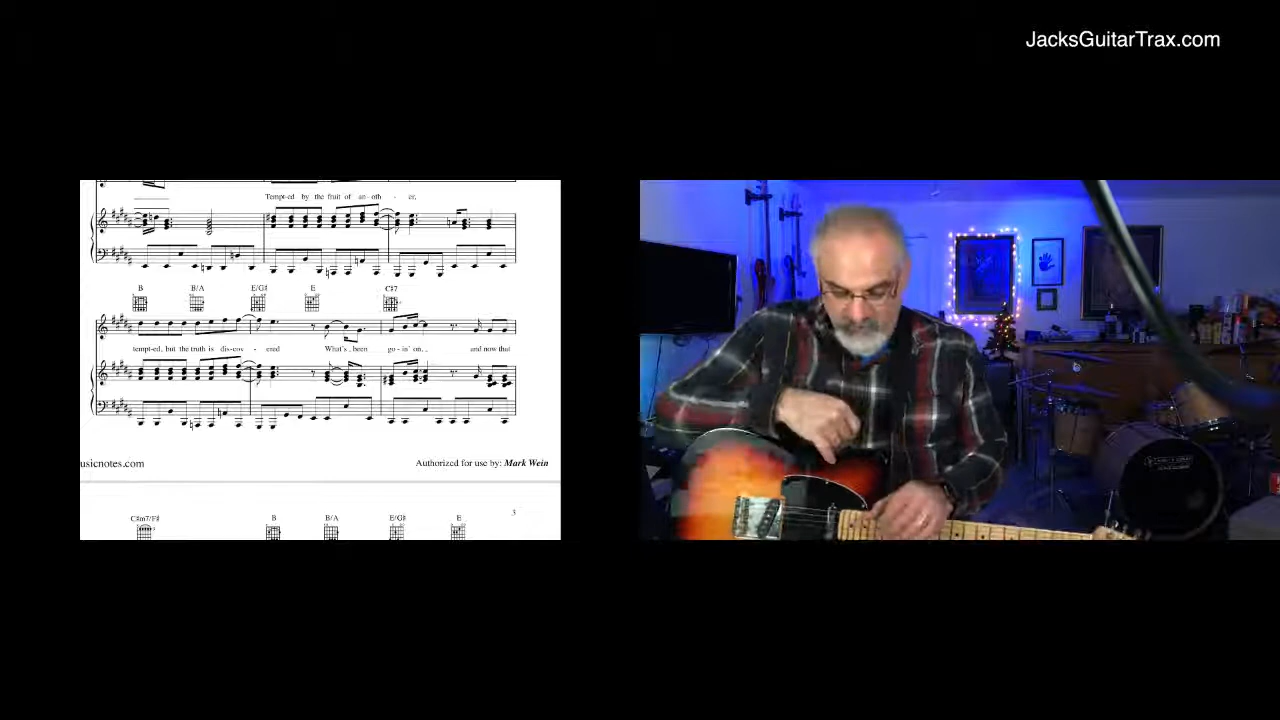 JacksGuitarTrax.com
Tempt-ed by the fruit of an-oth - er,
B B/A E/G# E C#7
tempt-ed, but the truth is dis-cov - ered What's been go-in' on, and now that
usicnotes.com Authorized for use by: Mark Wein
3
C#m7/F# B B/A E/G# E